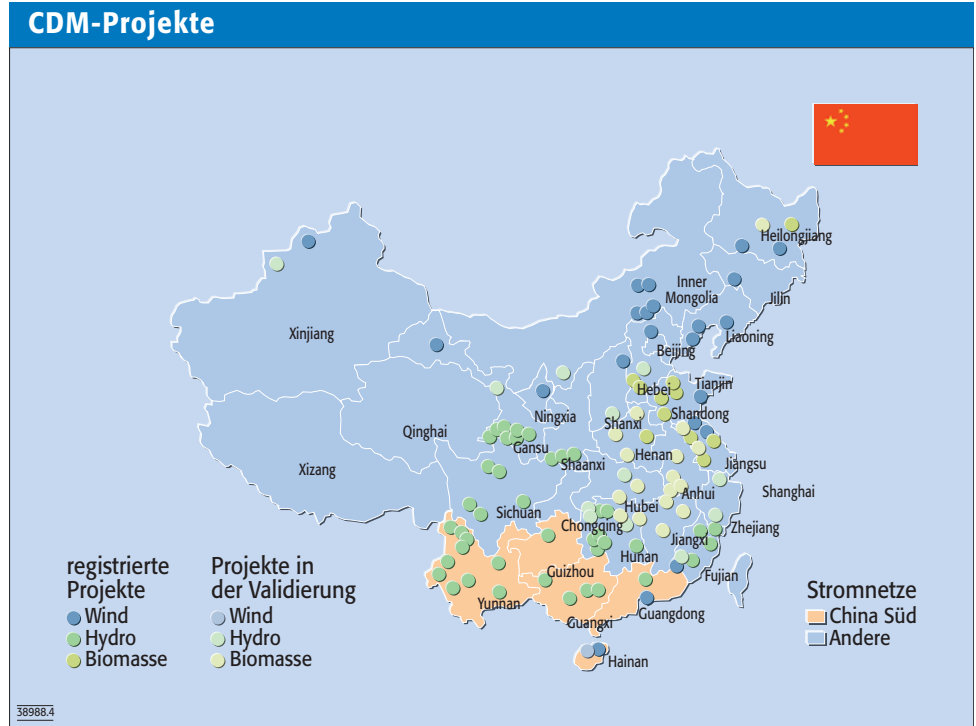 CDM-Projekte
Heilongjiang
Inner
Mongolia
Jilin
Xinjiang
Liaoning
Beijing
Hebei
Tianjin
Ningxia
Shanxi
Shandong
Qinghai
Gansu
Henan
Shaanxi
Jiangsu
Xizang
Anhui
Shanghai
Sichuan
Hubei
Chongqing
Zhejiang
Jiangxi
Hunan
Guizhou
Fujian
Yunnan
Guangdong
Guangxi
Hainan
registrierte
Projekte
Wind
Hydro
Biomasse
Projekte in
der Validierung
Wind
Hydro
Biomasse
Stromnetze
China Süd
Andere
38988.4